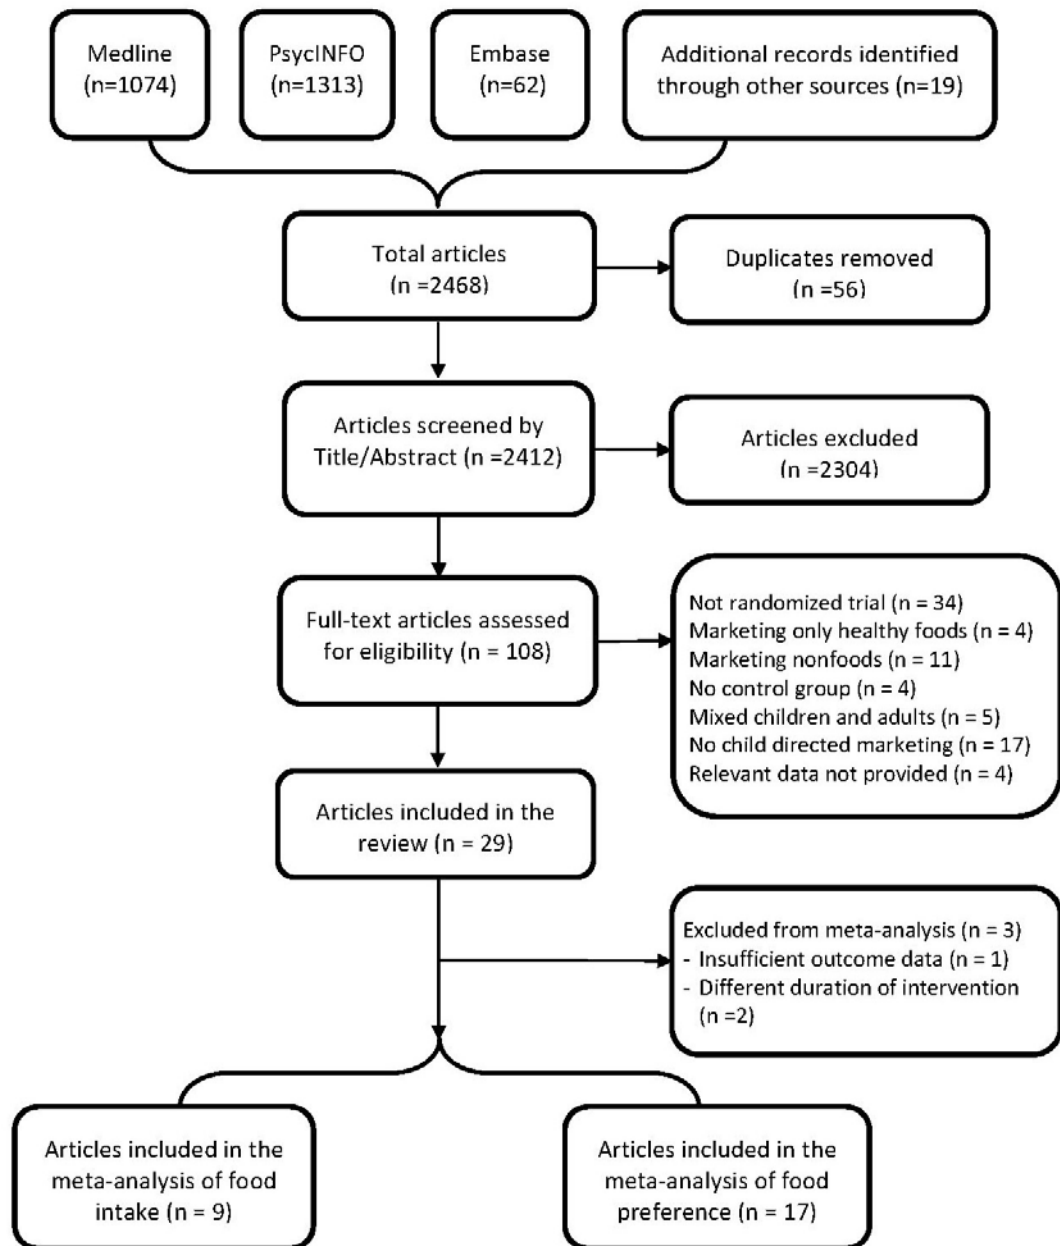 Medline
(n=1074)
PsycINFO
(n=1313)
Embase
(n=62)
Additional records identified
through other sources (n=19)
Total articles
(n =2468)
Duplicates removed
(n =56)
Articles screened by
Title/Abstract (n =2412)
Articles excluded
(n =2304)
Full-text articles assessed
for eligibility (n = 108)
Not randomized trial (n = 34)
Marketing only healthy foods (n = 4)
Marketing nonfoods (n = 11)
No control group (n = 4)
Mixed children and adults (n = 5)
No child directed marketing (n = 17)
Relevant data not provided (n = 4)
Articles included in the
review (n = 29)
Excluded from meta-analysis (n = 3)
- Insufficient outcome data (n = 1)
- Different duration of intervention
(n =2)
Articles included in the
meta-analysis of food
intake (n = 9)
Articles included in the
meta-analysis of food
preference (n = 17)